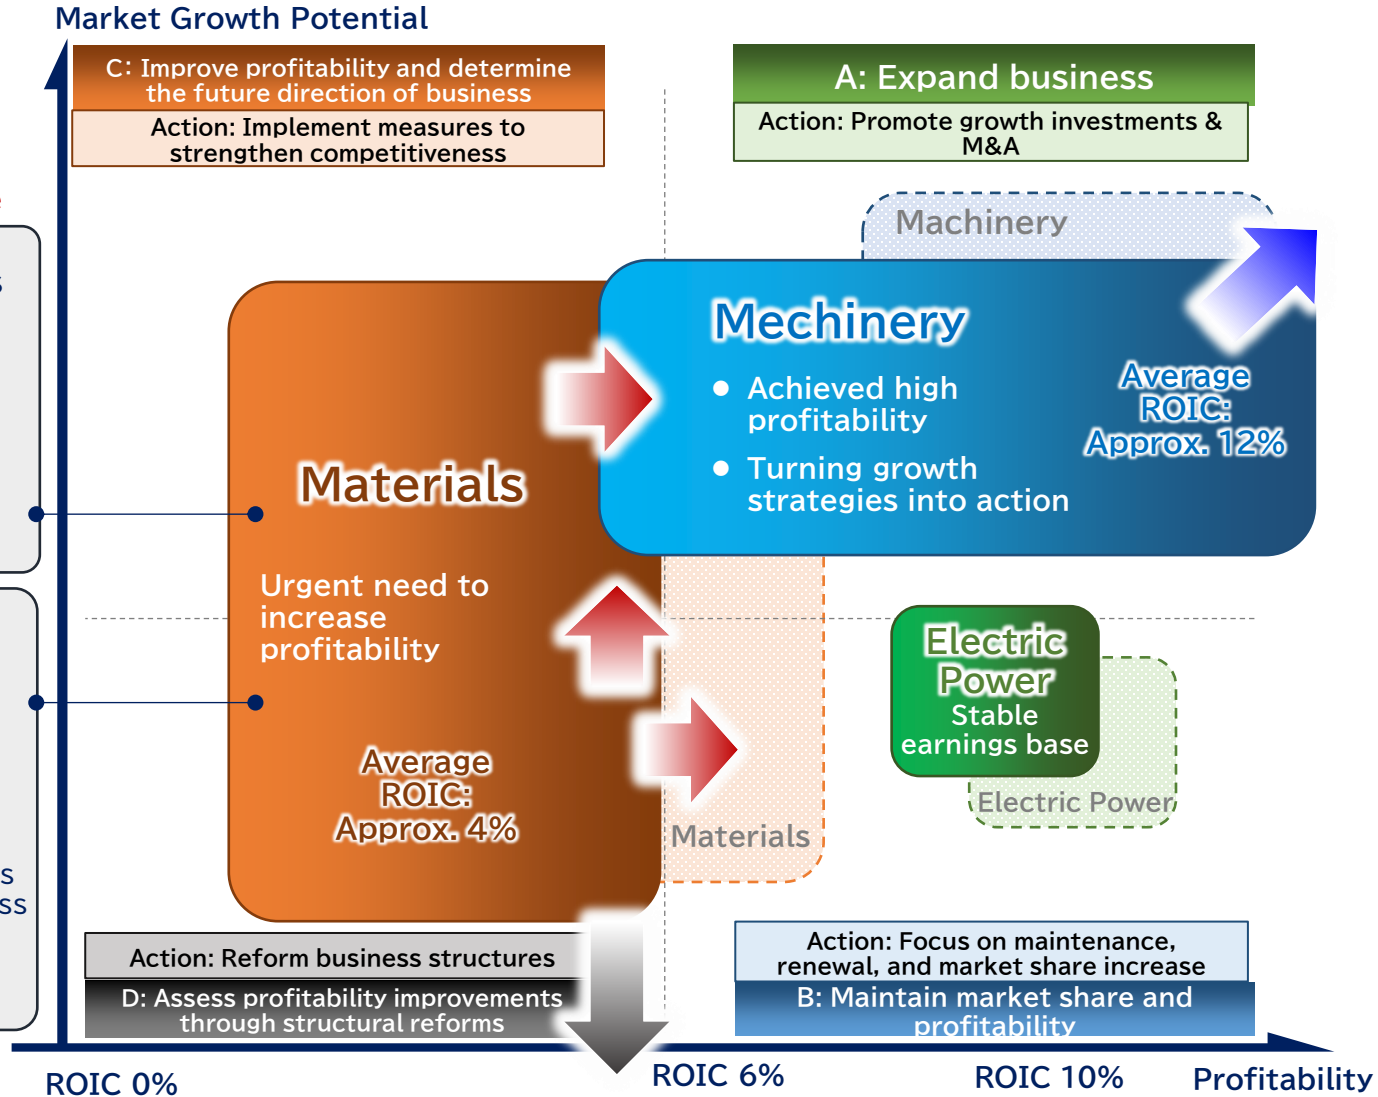 Market Growth Potential
C: Improve profitability and determine
the future direction of business
Action: Implement measures to
strengthen competitiveness
A: Expand business
Action: Promote growth investments &
M&A
Machinery
Mechinery
Achieved high
profitability
Turning growth
strategies into action
Average
ROIC:
Approx. 12%
Materials
Urgent need to
increase
profitability
Average
ROIC:
Approx. 4%
Materials
Electric
Power
Stable
earnings base
Electric Power
s
ss
Action: Reform business structures
D: Assess profitability improvements
through structural reforms
Action: Focus on maintenance,
renewal, and market share increase
B: Maintain market share and
profitability
ROIC 0%
ROIC 6%
ROIC 10%
Profitability